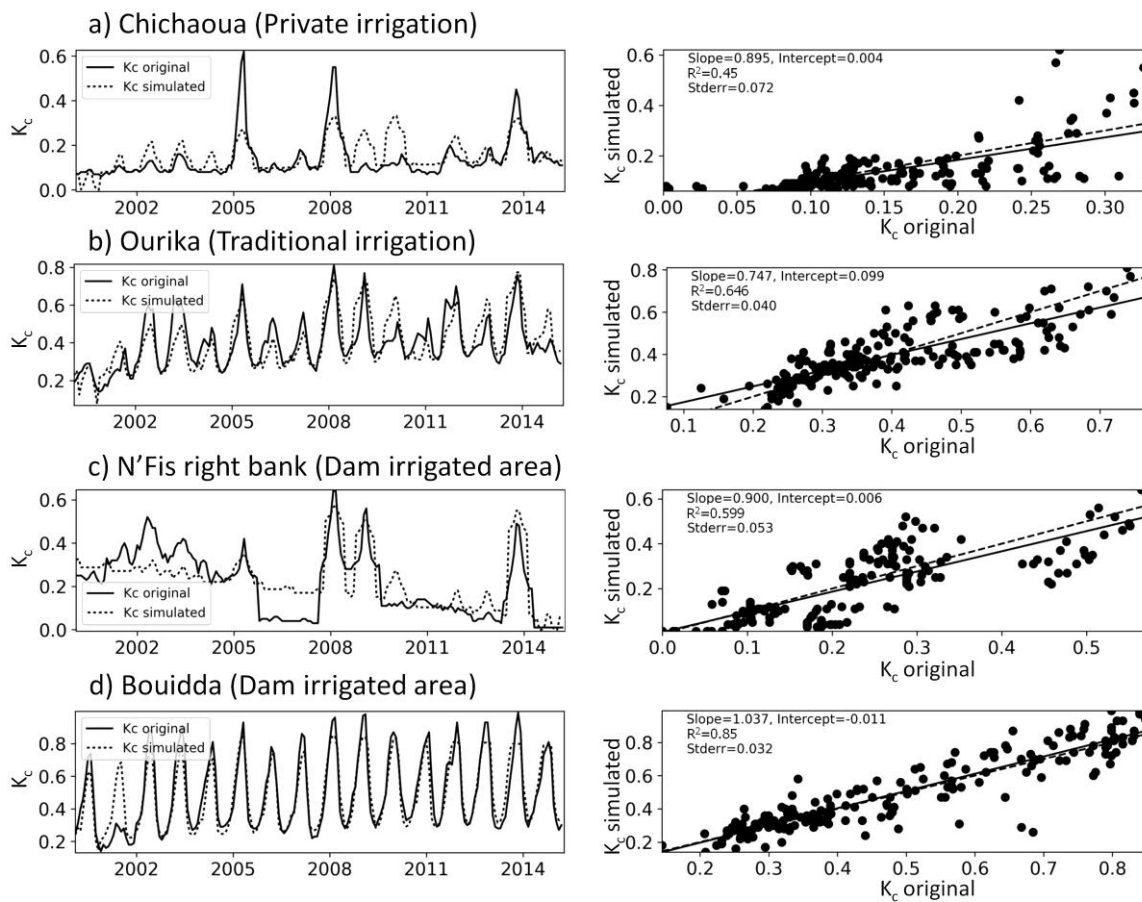 a) Chichaoua (Private irrigation)
0.6
0.4
0.2
0.0
Kc
Kc original
Kc simulated
2002 2005 2008 2011 2014
0.6
0.4
0.2
Kc simulated
Slope=0.895, Intercept=0.004
R²=0.45
Stderr=0.072
0.00 0.05 0.10 0.15 0.20 0.25 0.30
Kc original
b) Ourika (Traditional irrigation)
0.8
0.6
0.4
0.2
Kc
Kc original
Kc simulated
2002 2005 2008 2011 2014
0.8
0.6
0.4
0.2
Kc simulated
Slope=0.747, Intercept=0.099
R²=0.646
Stderr=0.040
0.1 0.2 0.3 0.4 0.5 0.6 0.7
Kc original
c) N'Fis right bank (Dam irrigated area)
0.6
0.4
0.2
0.0
Kc
Kc original
Kc simulated
2002 2005 2008 2011 2014
0.6
0.4
0.2
Kc simulated
Slope=0.900, Intercept=0.006
R²=0.599
Stderr=0.053
0.0 0.1 0.2 0.3 0.4 0.5
Kc original
d) Bouidda (Dam irrigated area)
0.8
0.6
0.4
0.2
Kc
Kc original
Kc simulated
2002 2005 2008 2011 2014
0.8
0.6
0.4
0.2
Kc simulated
Slope=1.037, Intercept=-0.011
R²=0.85
Stderr=0.032
0.2 0.3 0.4 0.5 0.6 0.7 0.8
Kc original